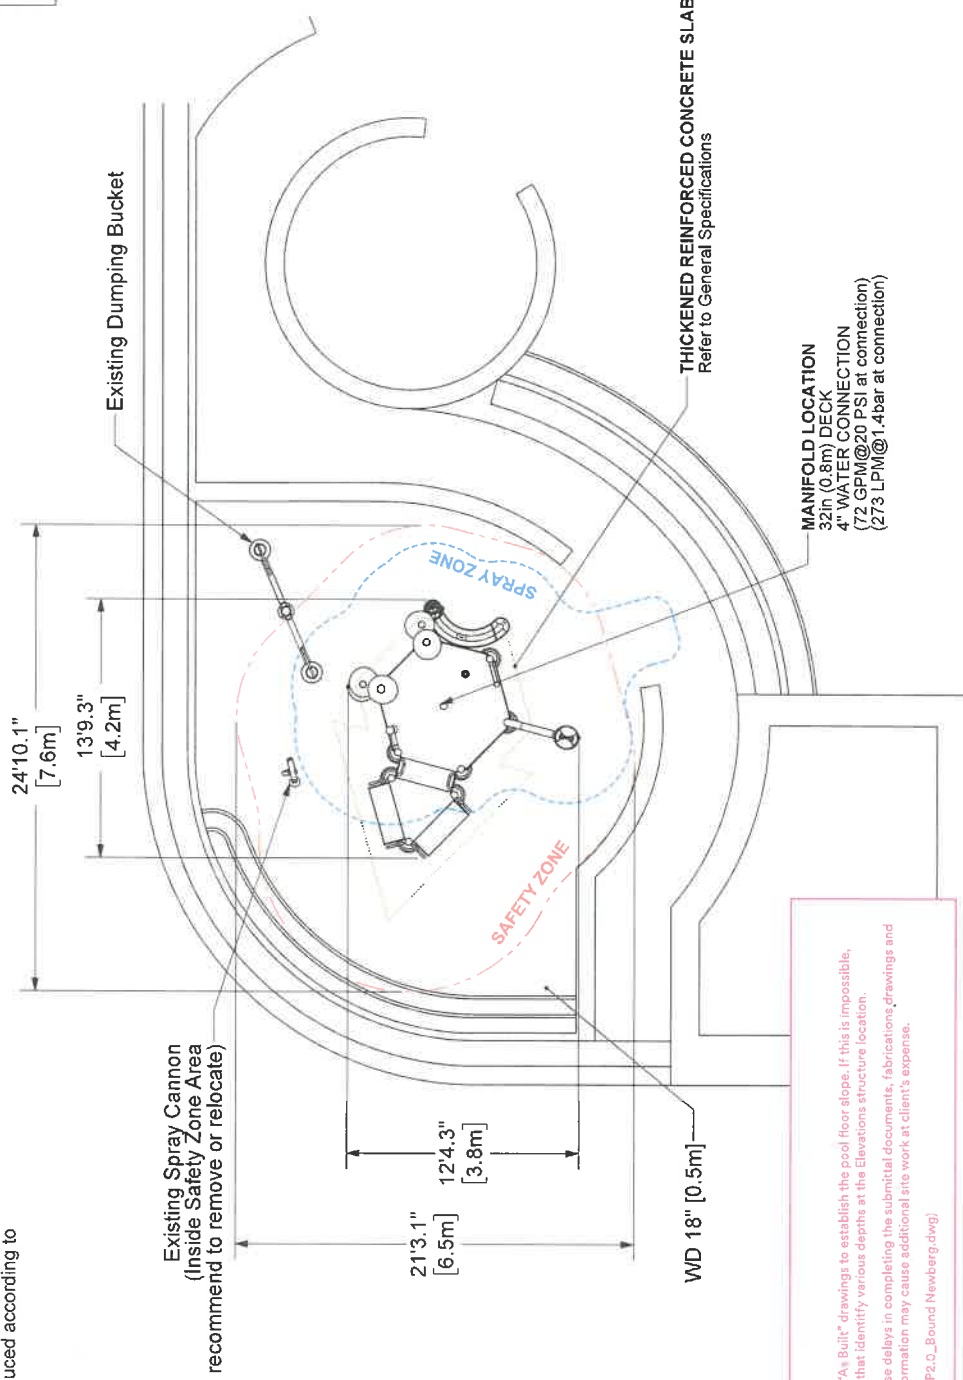 uced according to
24'10.1"
[7.6m]
13'9.3"
[4.2m]
Existing Dumping Bucket
THICKENED REINFORCED CONCRETE SLAB
Refer to General Specifications
MANIFOLD LOCATION
32in (0.8m) DECK
4" WATER CONNECTION
(72 GPM@20 PSI at connection)
(273 LPM@1.4bar at connection)
SPRAY ZONE
SAFETY ZONE
Existing Spray Cannon
(Inside Safety Zone Area
recommend to remove or relocate)
12'4.3"
[3.8m]
21'3.1"
[6.5m]
WD 18" [0.5m]
"As Built" drawings to establish the pool floor slope. If this is impossible,
that identitfy various depths at the Elevations structure location.
se delays in completing the submittal documents, fabrications drawings and
ormation may cause additional site work at client's expense.
P2.0_Bound Newberg.dwg)